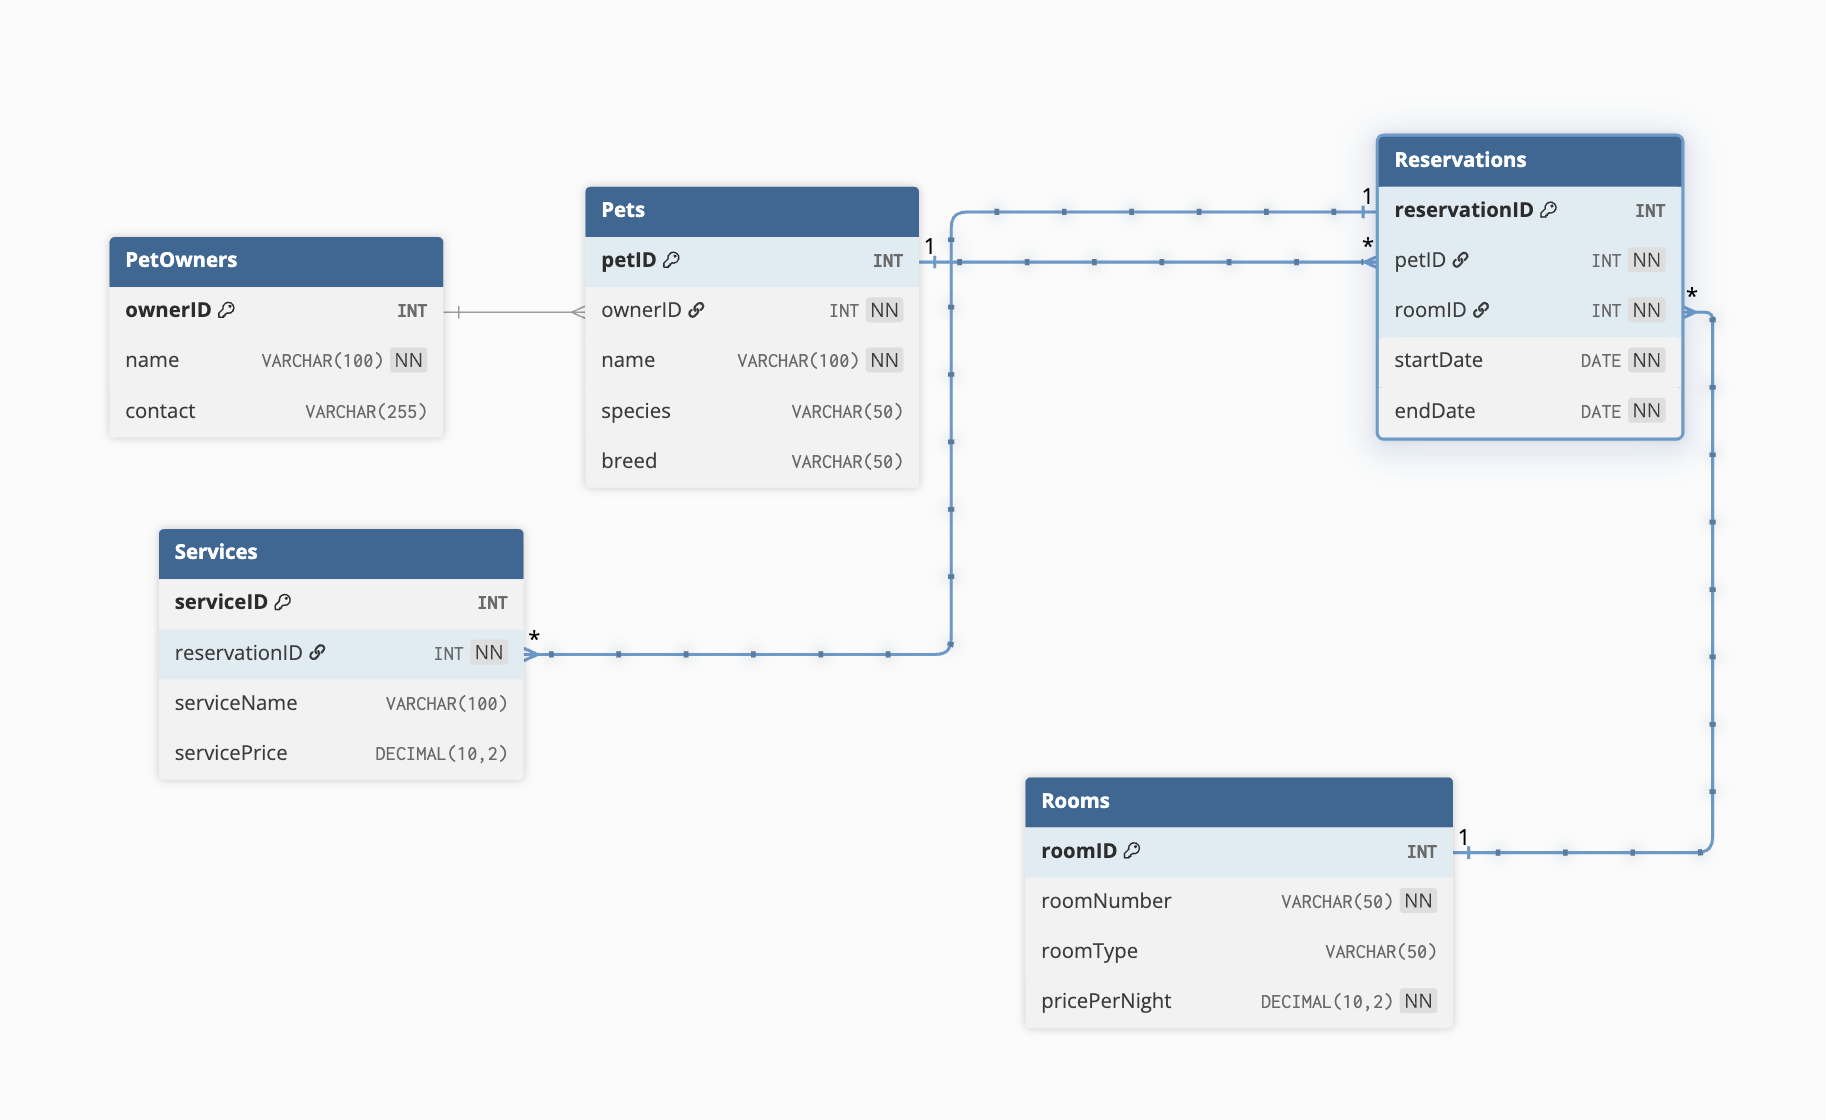 PetOwners
ownerID INT
name VARCHAR(100) NN
contact VARCHAR(255)
Pets
petID INT
ownerID INT NN
name VARCHAR(100) NN
species VARCHAR(50)
breed VARCHAR(50)
1
1
*
Reservations
reservationID INT
petID INT NN
roomID INT NN
startDate DATE NN
endDate DATE NN
*
Services
serviceID INT
reservationID INT NN
serviceName VARCHAR(100)
servicePrice DECIMAL(10,2)
*
Rooms
roomID INT
roomNumber VARCHAR(50) NN
roomType VARCHAR(50)
pricePerNight DECIMAL(10,2) NN
1